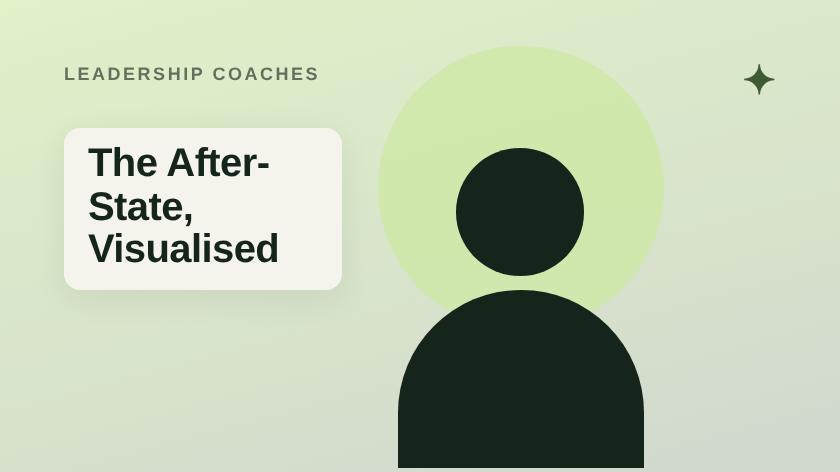 LEADERSHIP COACHES
The After-
State,
Visualised